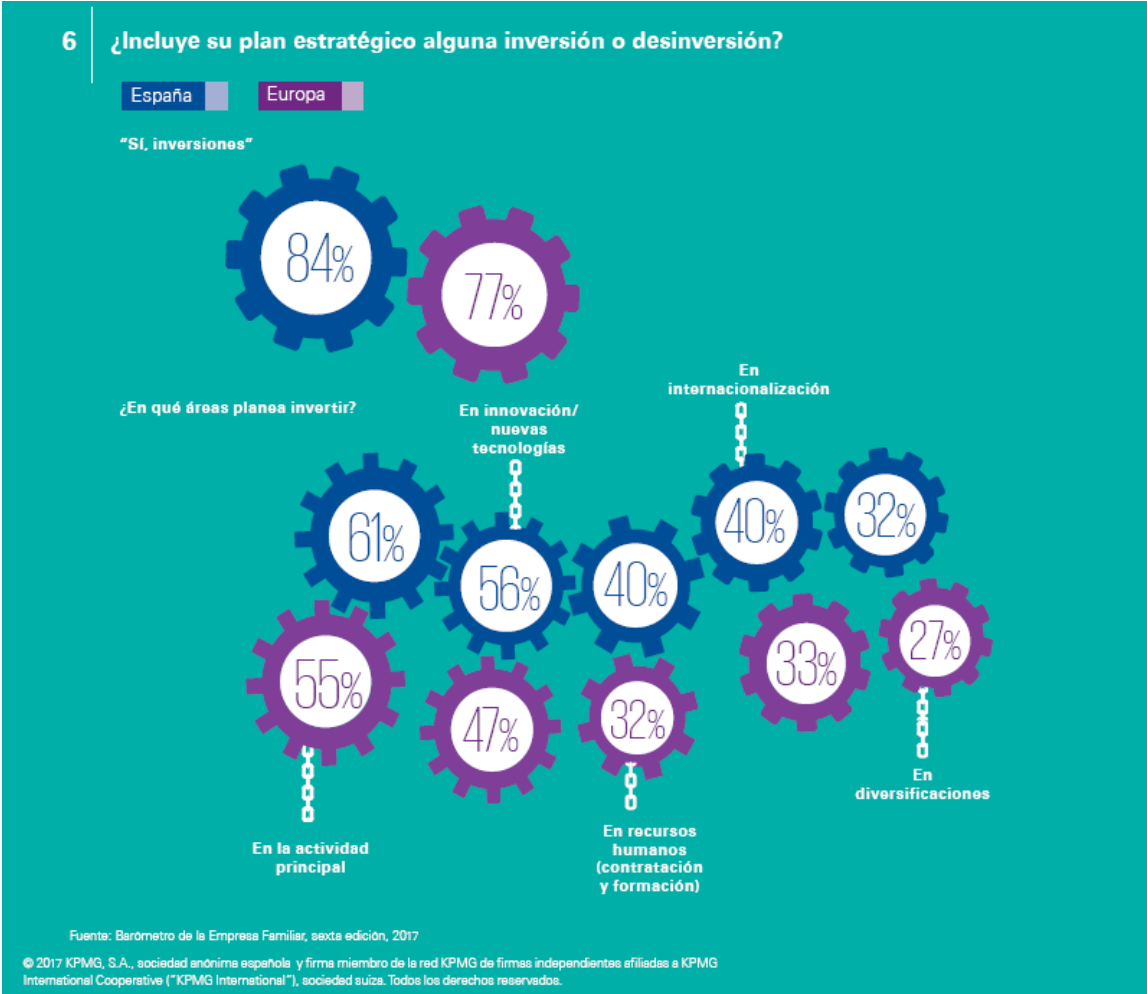 6
¿Incluye su plan estratégico alguna inversión o desinversión?
España
Europa
"Sí, inversiones"
84%
77%
¿En qué áreas planea invertir?
En innovación/
nuevas
tecnologías
En
internacionalización
61%
56%
40%
40%
32%
55%
47%
32%
33%
27%
En la actividad
principal
En recursos
humanos
(contratación
y formación)
En
diversificaciones
Fuente: Barómetro de la Empresa Familiar, sexta edición, 2017
© 2017 KPMG, S.A., sociedad anónima española y firma miembro de la red KPMG de firmas independientes afiliadas a KPMG
International Cooperative ("KPMG International"), sociedad suiza. Todos los derechos reservados.